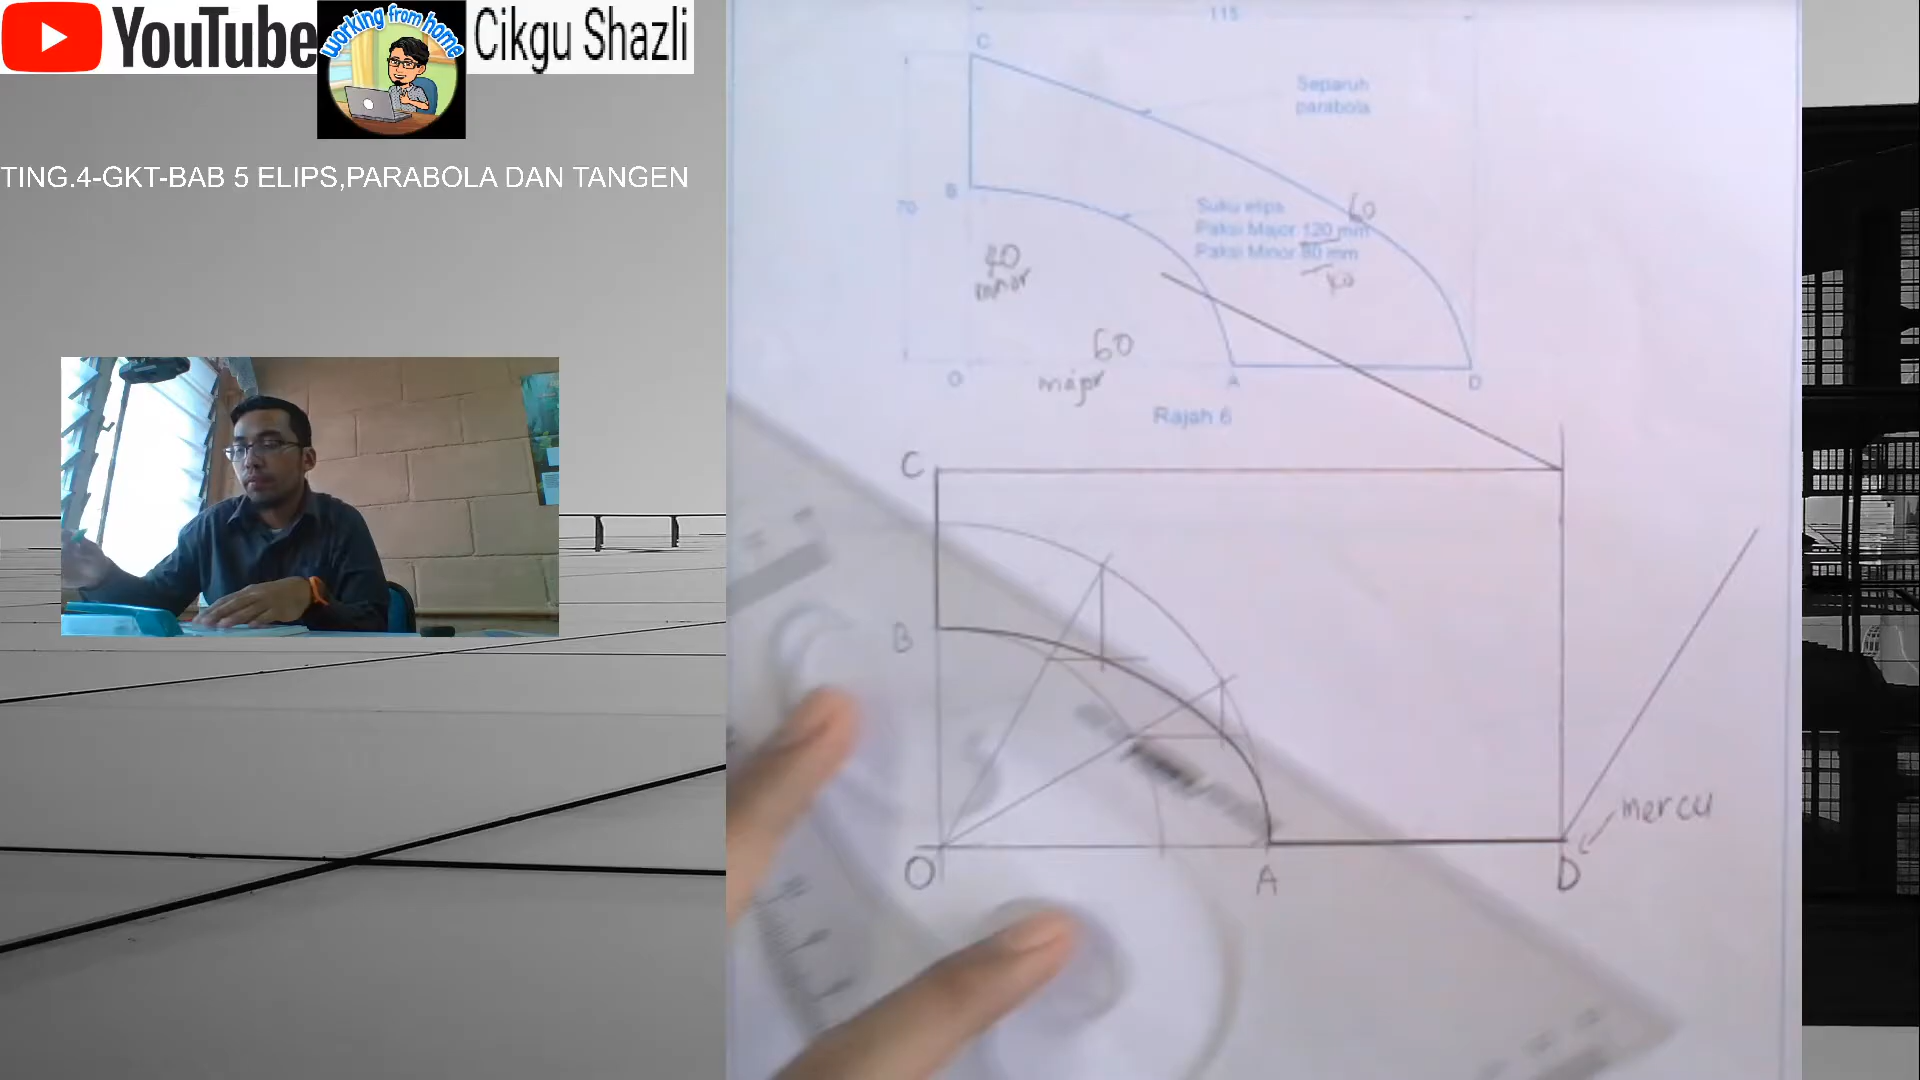 YouTube
working from home
Cikgu Shazli
TING.4-GKT-BAB 5 ELIPS,PARABOLA DAN TANGEN
115
C
Separuh
parabola
B
70
Suku elips
Paksi Major 120 mm
Paksi Minor 80 mm
60
40
minor
60
major
O
A
D
Rajah 6
C
B
mercu
O
A
D